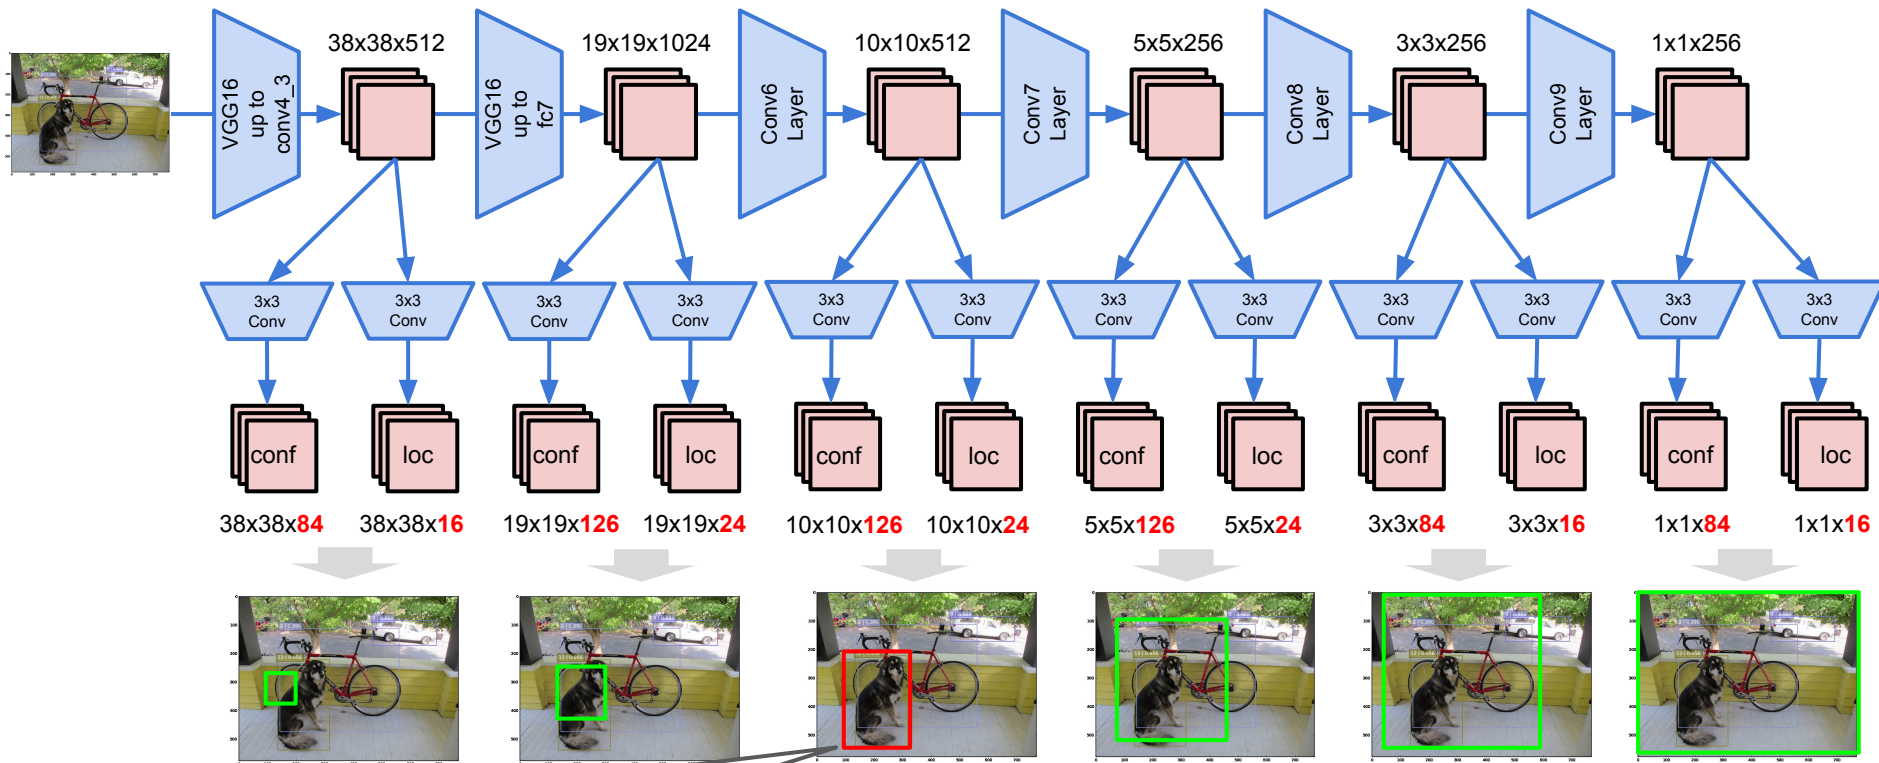 38x38x512
19x19x1024
10x10x512
5x5x256
3x3x256
1x1x256
VGG16
up to
conv4_3
VGG16
up to
fc7
Conv6
Layer
Conv7
Layer
Conv8
Layer
Conv9
Layer
3x3
Conv
3x3
Conv
3x3
Conv
3x3
Conv
3x3
Conv
3x3
Conv
3x3
Conv
3x3
Conv
3x3
Conv
3x3
Conv
3x3
Conv
3x3
Conv
conf
loc
conf
loc
conf
loc
conf
loc
conf
loc
conf
loc
38x38x84
38x38x16
19x19x126
19x19x24
10x10x126
10x10x24
5x5x126
5x5x24
3x3x84
3x3x16
1x1x84
1x1x16